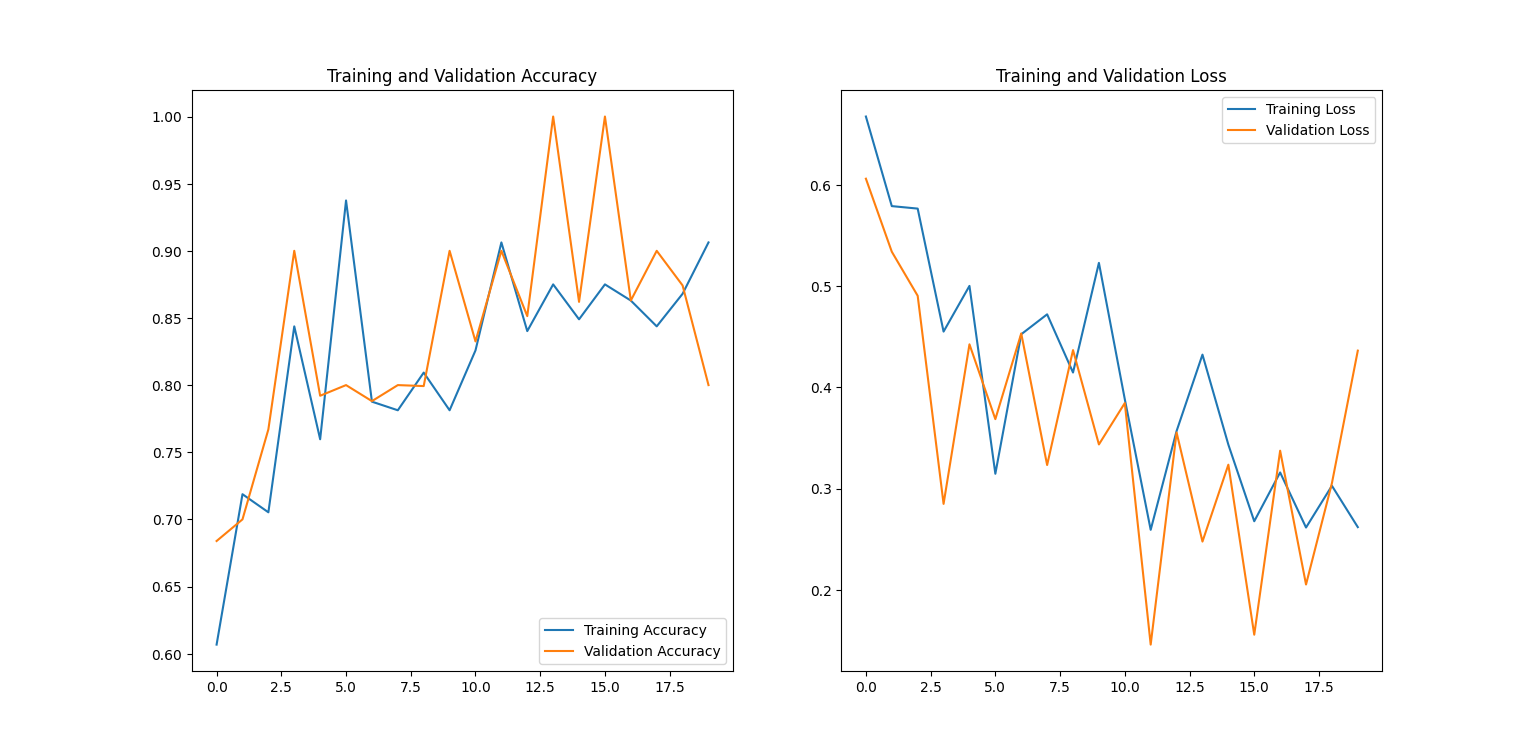 Training and Validation Accuracy
1.00
0.95
0.90
0.85
0.80
0.75
0.70
0.65
0.60
Training Accuracy
Validation Accuracy
0.0 2.5 5.0 7.5 10.0 12.5 15.0 17.5
Training and Validation Loss
Training Loss
Validation Loss
0.6
0.5
0.4
0.3
0.2
0.0 2.5 5.0 7.5 10.0 12.5 15.0 17.5